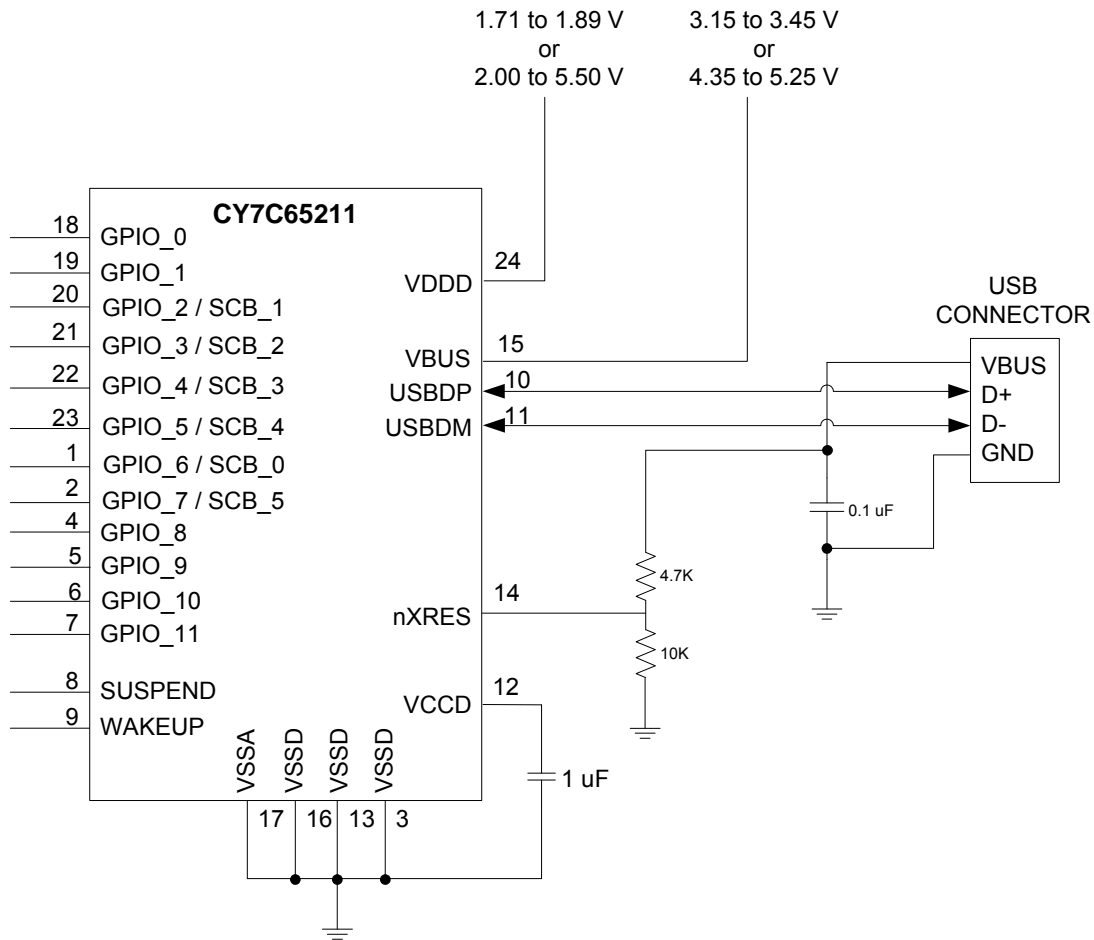 1.71 to 1.89 V
or
2.00 to 5.50 V
3.15 to 3.45 V
or
4.35 to 5.25 V
CY7C65211
18
GPIO_0
19
GPIO_1
20
GPIO_2 / SCB_1
21
GPIO_3 / SCB_2
22
GPIO_4 / SCB_3
23
GPIO_5 / SCB_4
1
GPIO_6 / SCB_0
2
GPIO_7 / SCB_5
4
GPIO_8
5
GPIO_9
6
GPIO_10
7
GPIO_11
8
SUSPEND
9
WAKEUP
VDDD
24
VBUS
15
USBDP
10
USBDM
11
nXRES
14
VCCD
12
VSSA
VSSD
VSSD
VSSD
17
16
13
3
USB
CONNECTOR
VBUS
D+
D-
GND
0.1 uF
4.7K
10K
1 uF